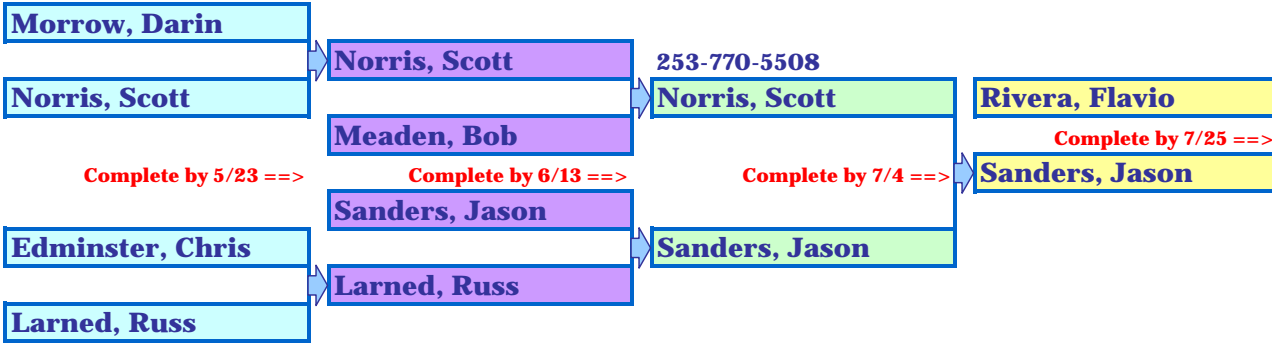 Morrow, Darin
Norris, Scott
Norris, Scott
Meaden, Bob
253-770-5508
Norris, Scott
Rivera, Flavio
Complete by 7/25 ==>
Complete by 5/23 ==>
Complete by 6/13 ==>
Complete by 7/4 ==>
Sanders, Jason
Sanders, Jason
Edminster, Chris
Sanders, Jason
Larned, Russ
Larned, Russ